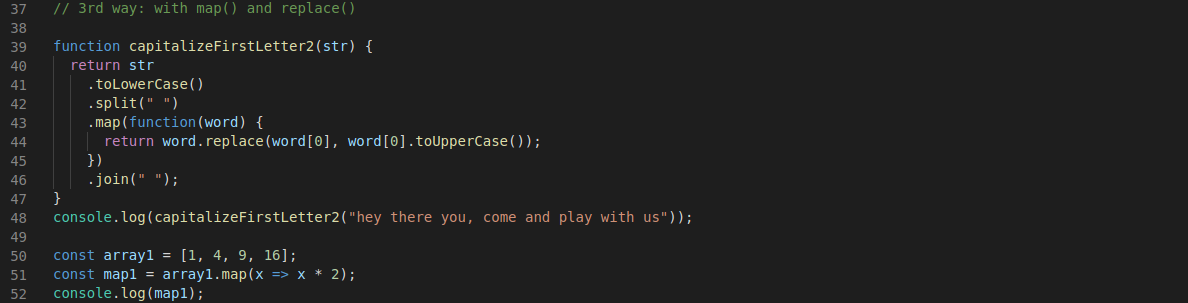 37 // 3rd way: with map() and replace()
38
39 function capitalizeFirstLetter2(str) {
40   return str
41     .toLowerCase()
42     .split(" ")
43     .map(function(word) {
44       return word.replace(word[0], word[0].toUpperCase());
45     })
46     .join(" ");
47 }
48 console.log(capitalizeFirstLetter2("hey there you, come and play with us"));
49
50 const array1 = [1, 4, 9, 16];
51 const map1 = array1.map(x => x * 2);
52 console.log(map1);